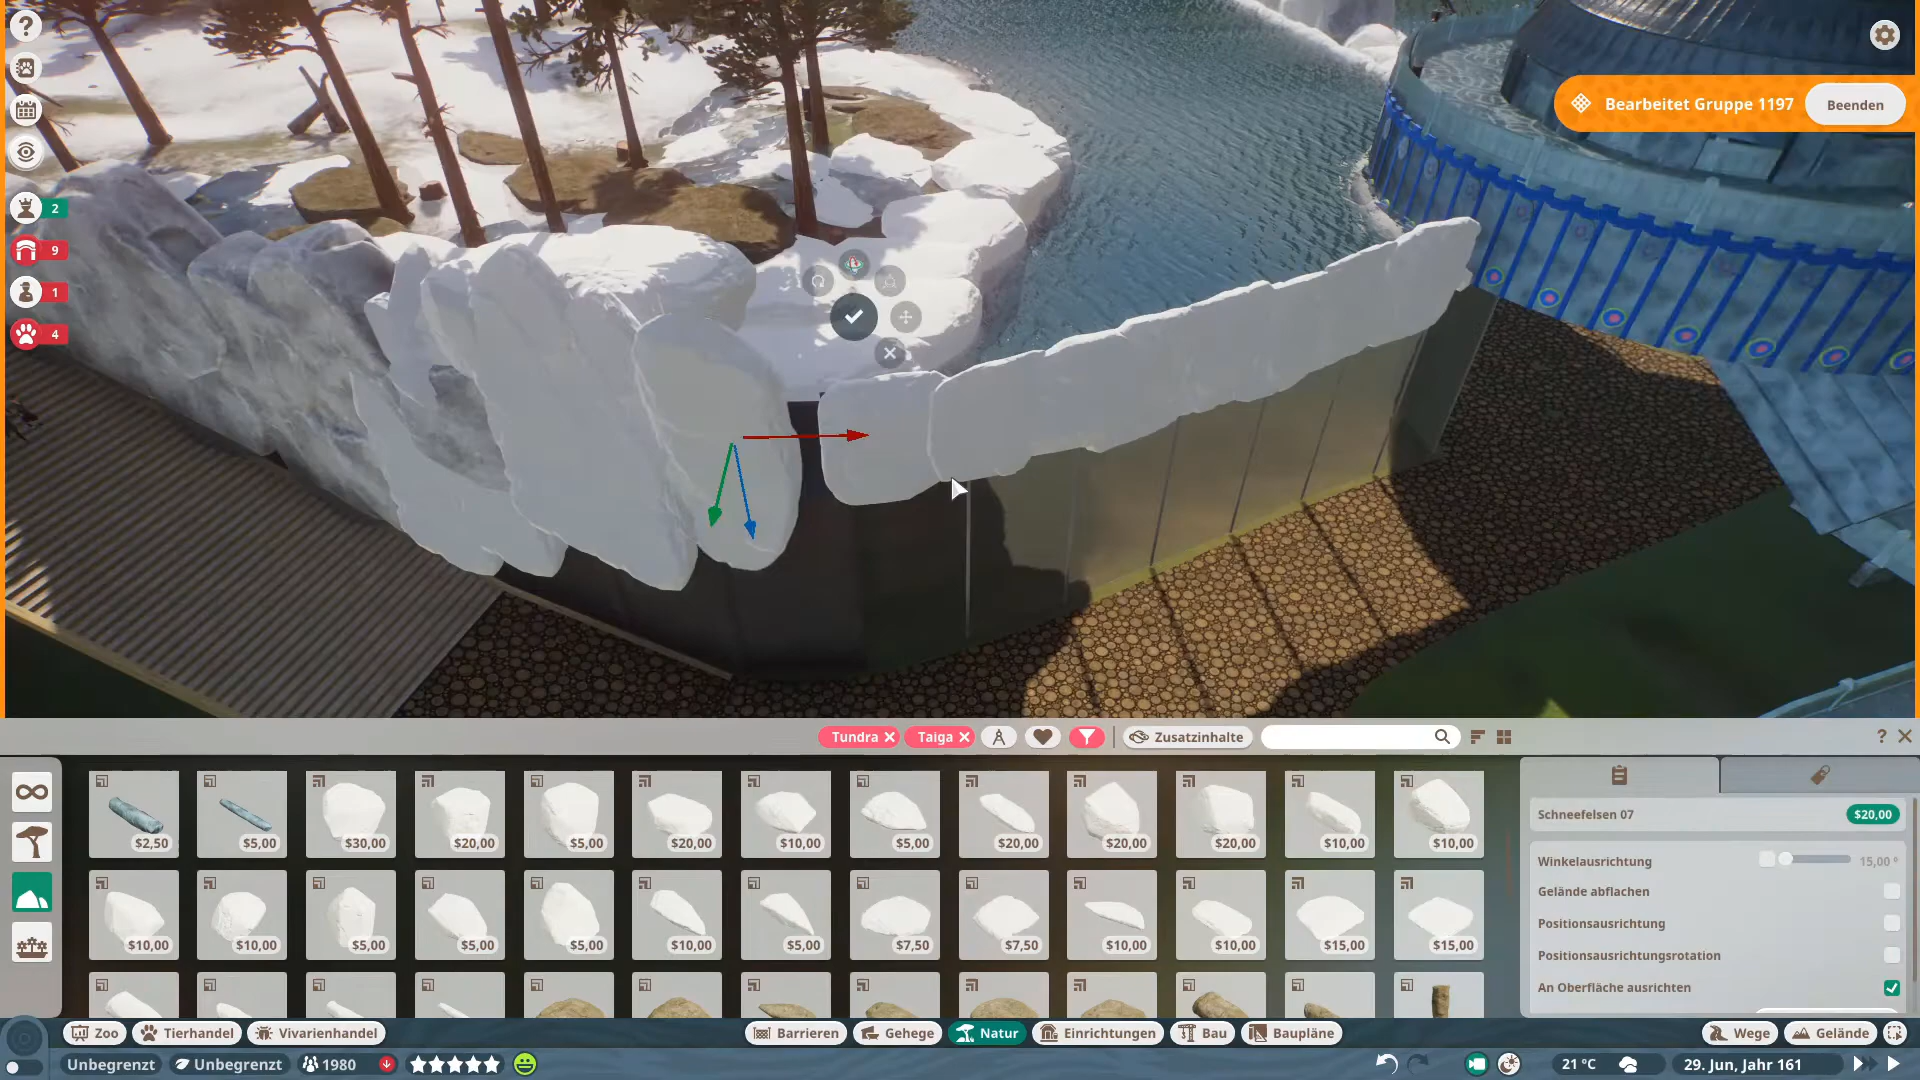 Bearbeitet Gruppe 1197
Beenden
2
9
1
4
Tundra
Taiga
Zusatzinhalte
?
$2,50
$5,00
$30,00
$20,00
$5,00
$20,00
$10,00
$5,00
$20,00
$20,00
$20,00
$10,00
$10,00
$10,00
$10,00
$5,00
$5,00
$5,00
$10,00
$5,00
$7,50
$7,50
$10,00
$10,00
$15,00
$15,00
Schneefelsen 07
$20,00
Winkelausrichtung
15,00 °
Gelände abflachen
Positionsausrichtung
Positionsausrichtungsrotation
An Oberfläche ausrichten
Zoo
Tierhandel
Vivarienhandel
Barrieren
Gehege
Natur
Einrichtungen
Bau
Baupläne
Wege
Gelände
Unbegrenzt
Unbegrenzt
1980
21 °C
29. Jun, Jahr 161